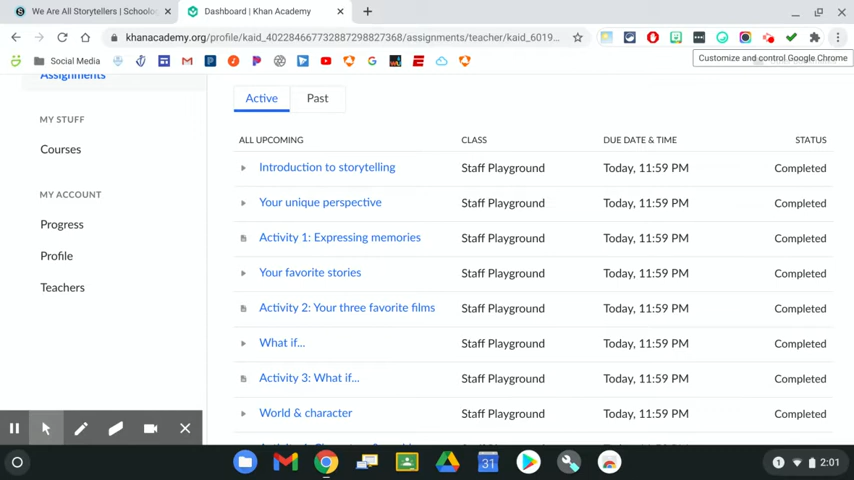 We Are All Storytellers | Schoolo
Dashboard | Khan Academy
khanacademy.org/profile/kaid_402284667732887298827368/assignments/teacher/kaid_6019...
Customize and control Google Chrome
Social Media
Assignments
Active
Past
MY STUFF
ALL UPCOMING
CLASS
DUE DATE & TIME
STATUS
Courses
Introduction to storytelling
Staff Playground
Today, 11:59 PM
Completed
MY ACCOUNT
Your unique perspective
Staff Playground
Today, 11:59 PM
Completed
Progress
Activity 1: Expressing memories
Staff Playground
Today, 11:59 PM
Completed
Profile
Your favorite stories
Staff Playground
Today, 11:59 PM
Completed
Teachers
Activity 2: Your three favorite films
Staff Playground
Today, 11:59 PM
Completed
What if...
Staff Playground
Today, 11:59 PM
Completed
Activity 3: What if...
Staff Playground
Today, 11:59 PM
Completed
World & character
Staff Playground
Today, 11:59 PM
Completed
31
1
2:01